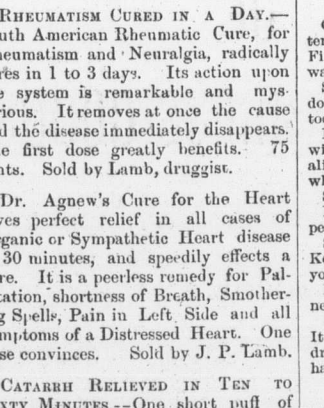 RHEUMATISM CURED IN A DAY.—
uth American Rheumatic Cure, for
eumatism and Neuralgia, radically
res in 1 to 3 days. Its action upon
e system is remarkable and mys-
rious. It removes at once the cause
d the disease immediately disappears.
e first dose greatly benefits. 75
nts. Sold by Lamb, druggist.
Dr. Agnew's Cure for the Heart
ves perfect relief in all cases of
rganic or Sympathetic Heart disease
30 minutes, and speedily effects a
re. It is a peerless remedy for Pal-
tation, shortness of Breath, Smother-
g Spells, Pain in Left Side and all
mptoms of a Distressed Heart. One
se convinces. Sold by J. P. Lamb.
CATARRH RELIEVED IN TEN TO
XTY MINUTES.--One short puff of